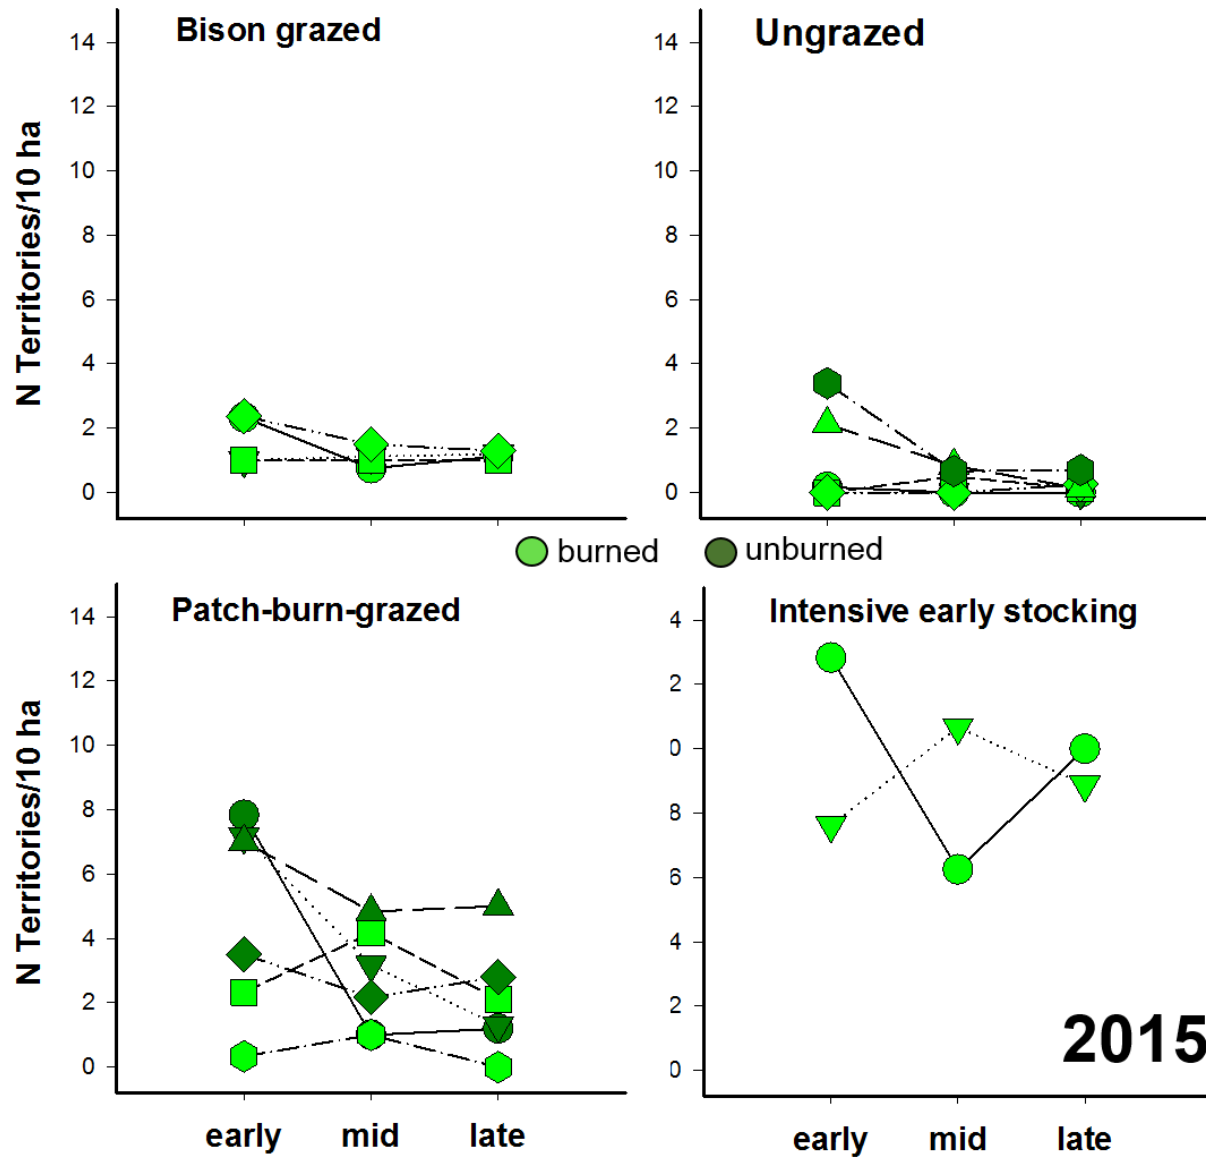 Bison grazed
N Territories/10 ha
14
12
10
8
6
4
2
0
Ungrazed
14
12
10
8
6
4
2
0
burned
unburned
Patch-burn-grazed
N Territories/10 ha
14
12
10
8
6
4
2
0
early
mid
late
Intensive early stocking
4
2
0
8
6
4
2
0
2015
early
mid
late